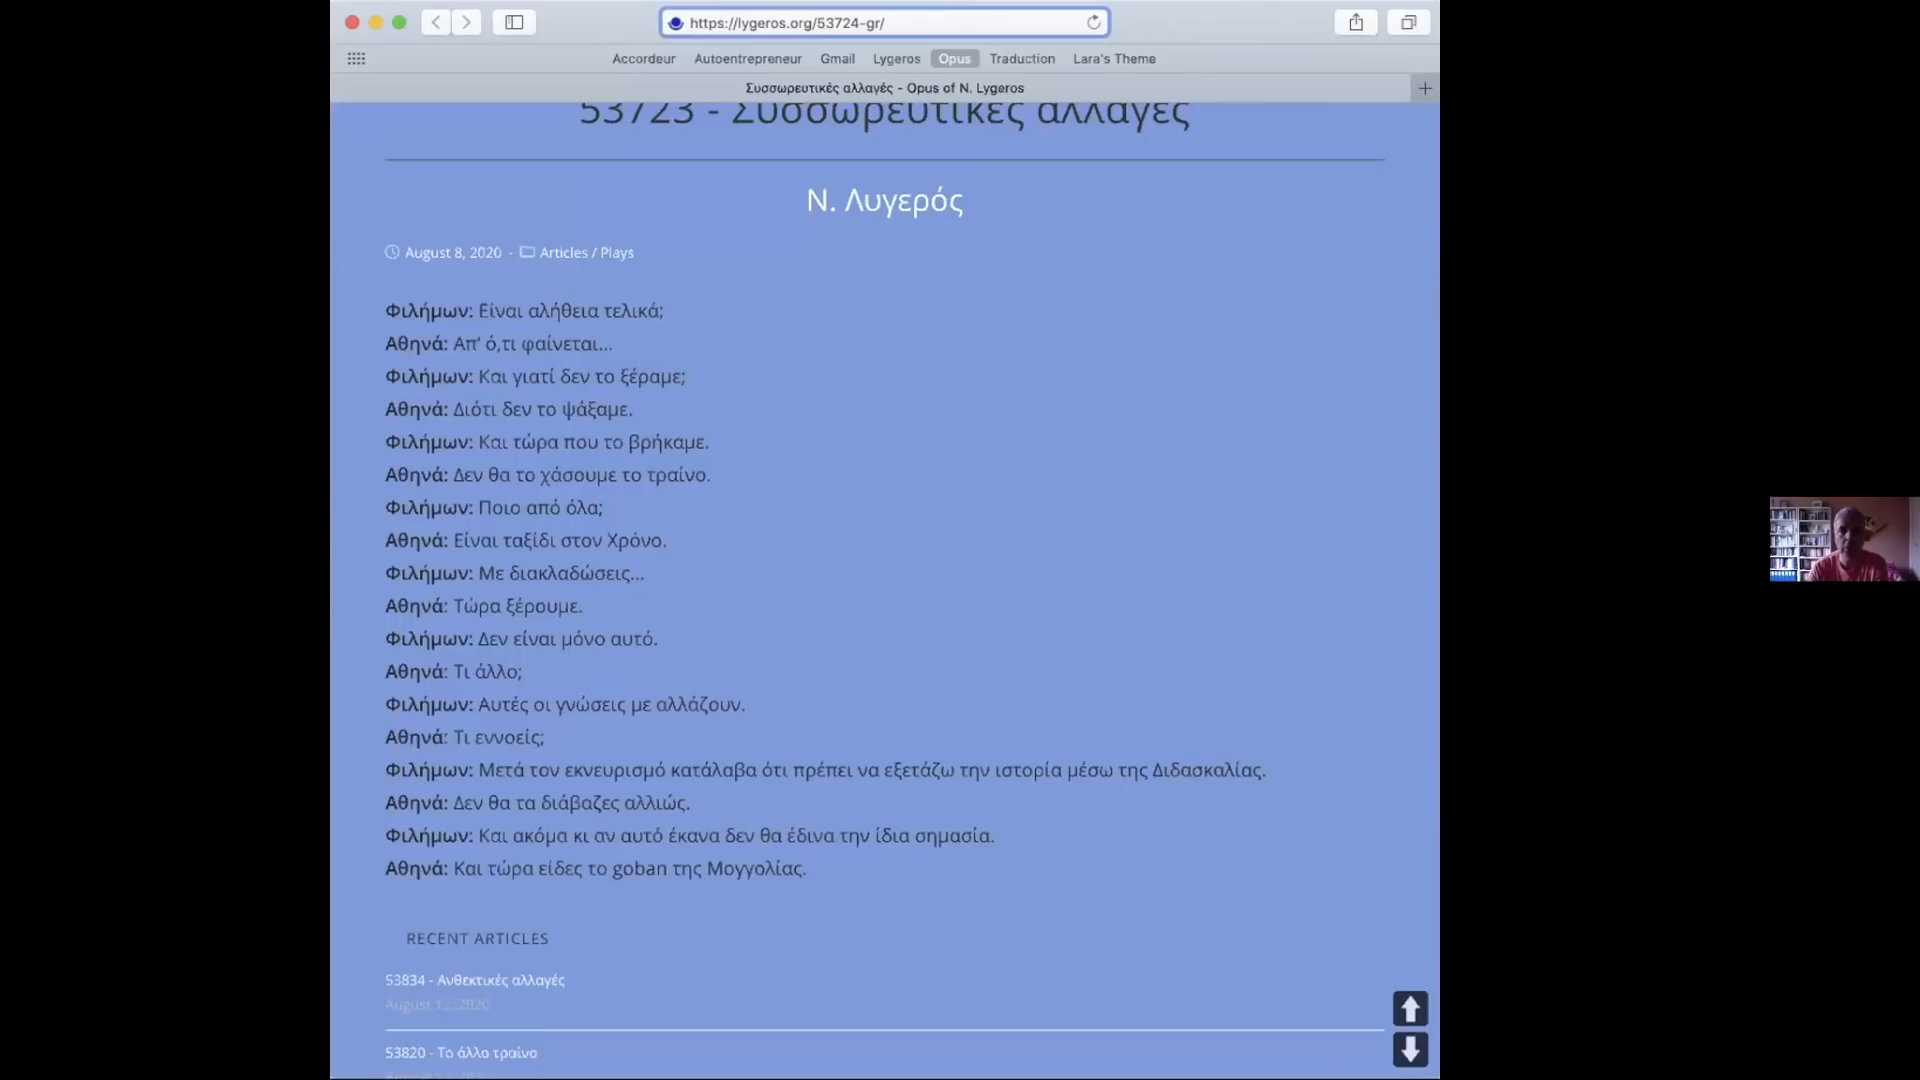 https://lygeros.org/53724-gr/
Accordeur Autoentrepreneur Gmail Lygeros Opus Traduction Lara's Theme
Συσσωρευτικές αλλαγές - Opus of N. Lygeros
53723 - Συσσωρευτικές αλλαγές
Ν. Λυγερός
August 8, 2020 - Articles / Plays
Φιλήμων: Είναι αλήθεια τελικά;
Αθηνά: Απ’ ό,τι φαίνεται...
Φιλήμων: Και γιατί δεν το ξέραμε;
Αθηνά: Διότι δεν το ψάξαμε.
Φιλήμων: Και τώρα που το βρήκαμε.
Αθηνά: Δεν θα το χάσουμε το τραίνο.
Φιλήμων: Ποιο από όλα;
Αθηνά: Είναι ταξίδι στον Χρόνο.
Φιλήμων: Με διακλαδώσεις...
Αθηνά: Τώρα ξέρουμε.
Φιλήμων: Δεν είναι μόνο αυτό.
Αθηνά: Τι άλλο;
Φιλήμων: Αυτές οι γνώσεις με αλλάζουν.
Αθηνά: Τι εννοείς;
Φιλήμων: Μετά τον εκνευρισμό κατάλαβα ότι πρέπει να εξετάζω την ιστορία μέσω της Διδασκαλίας.
Αθηνά: Δεν θα τα διάβαζες αλλιώς.
Φιλήμων: Και ακόμα κι αν αυτό έκανα δεν θα έδινα την ίδια σημασία.
Αθηνά: Και τώρα είδες το goban της Μογγολίας.
RECENT ARTICLES
53834 - Ανθεκτικές αλλαγές
August 2020
53820 - Το άλλο τραίνο